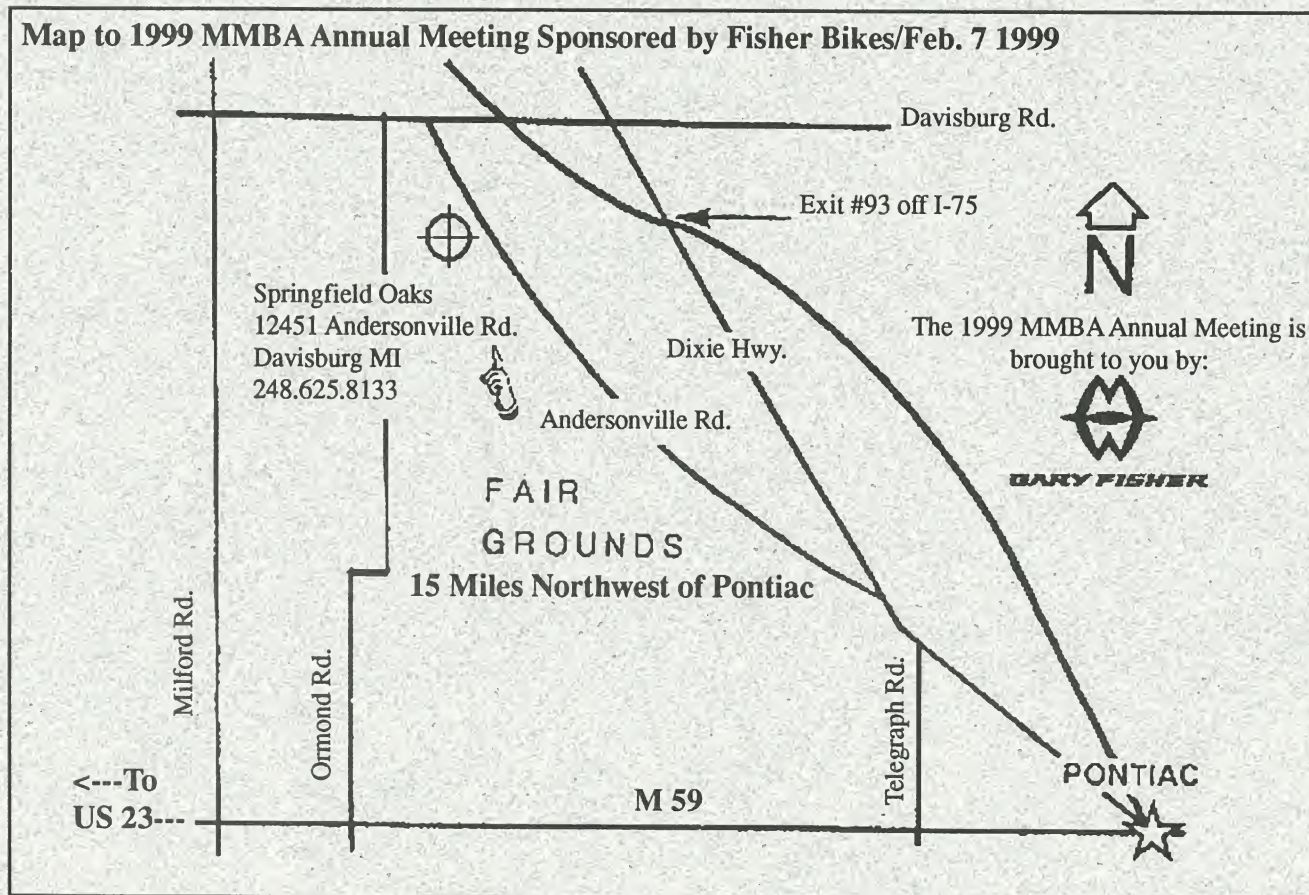 Map to 1999 MMBA Annual Meeting Sponsored by Fisher Bikes/Feb. 7 1999
Davisburg Rd.
Exit #93 off I-75
N
Springfield Oaks
12451 Andersonville Rd.
Davisburg MI
248.625.8133
The 1999 MMBA Annual Meeting is
brought to you by:
GARY FISHER
Dixie Hwy.
Andersonville Rd.
FAIR
GROUNDS
15 Miles Northwest of Pontiac
Milford Rd.
Ormond Rd.
Telegraph Rd.
PONTIAC
<---To
US 23---
M 59